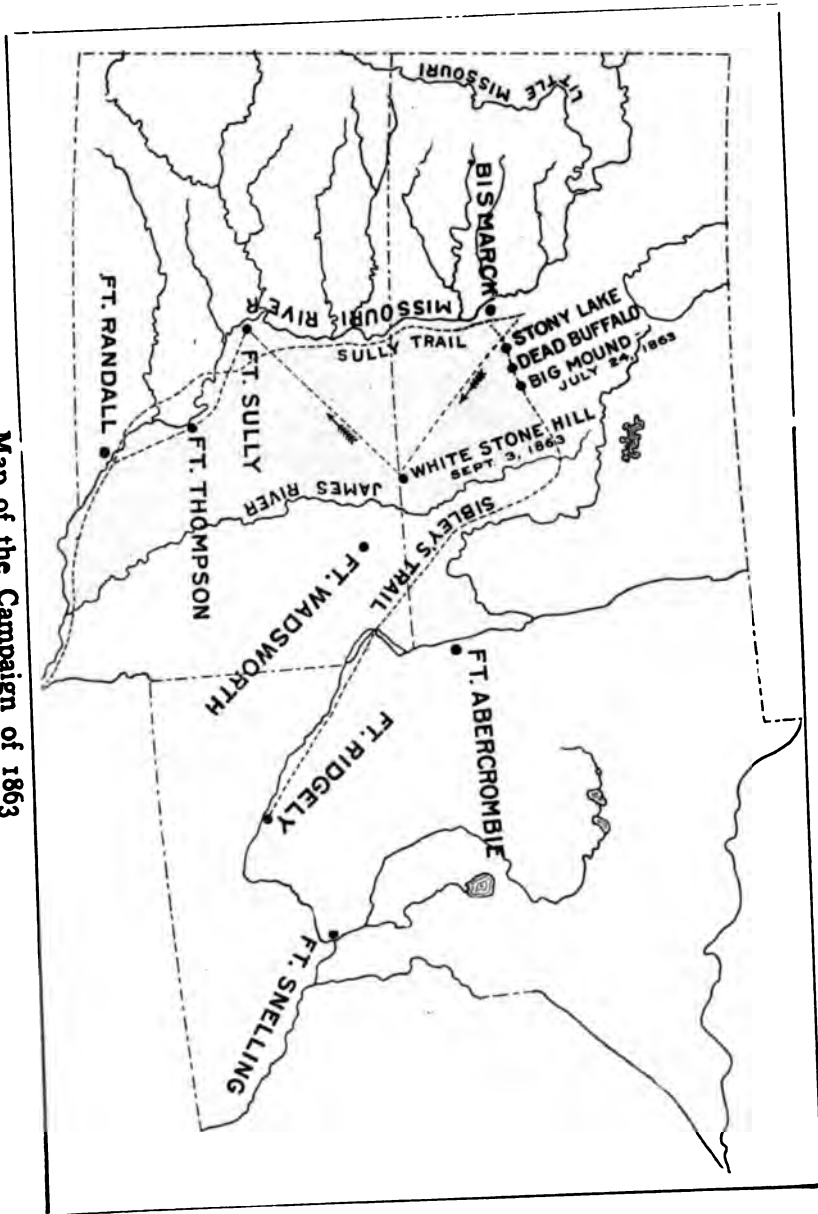 LITTLE MISSOURI
BISMARCK
MISSOURI RIVER
STONY LAKE
DEAD BUFFALO
BIG MOUND
JULY 24, 1863
SULLY TRAIL
FT. SULLY
FT. RANDALL
FT. THOMPSON
WHITE STONE HILL
SEPT. 3, 1863
JAMES RIVER
SIBLEY'S TRAIL
FT. WADSWORTH
FT. ABERCROMBIE
FT. RIDGELY
FT. SNELLING
Map of the Campaign of 1863